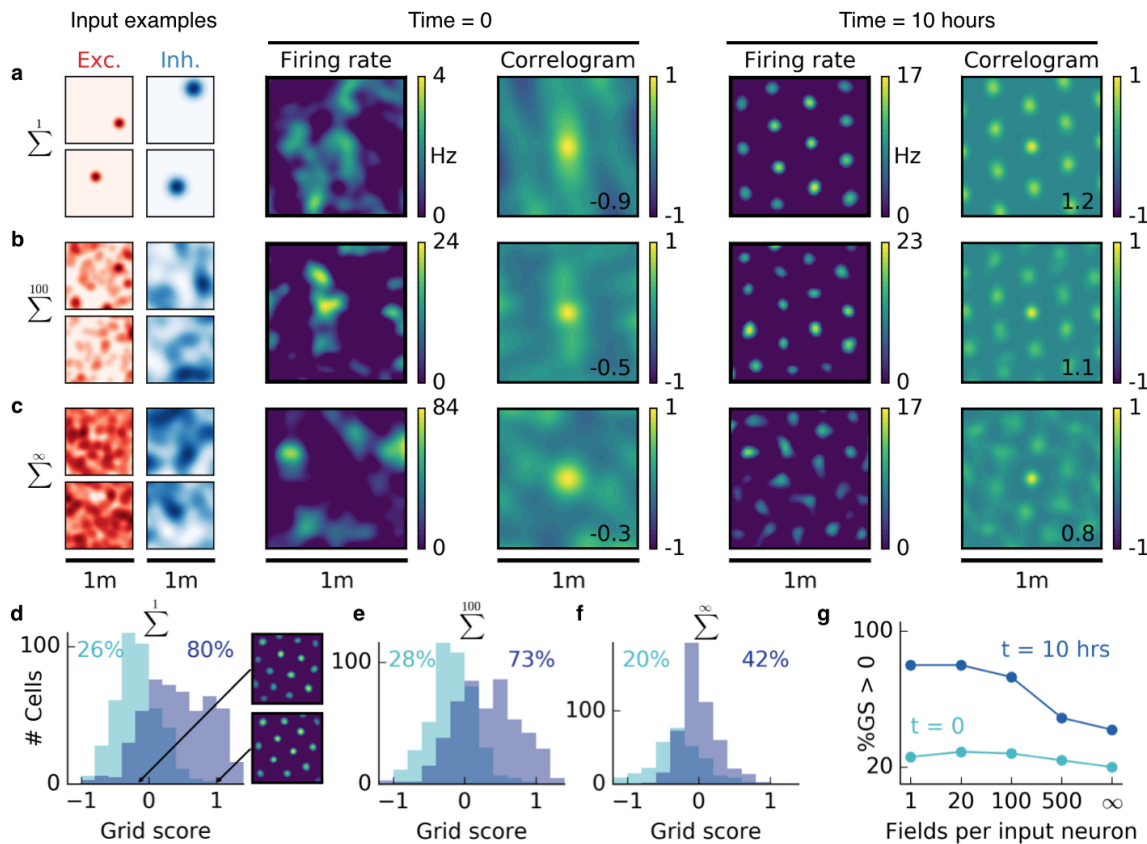 Input examples
Time = 0
Time = 10 hours
Exc.
Inh.
Firing rate
Correlogram
Firing rate
Correlogram
a
1
∑
4
Hz
0
1
-0.9
-1
17
Hz
0
1
1.2
-1
b
100
∑
24
0
1
-0.5
-1
23
0
1
1.1
-1
c
∞
∑
84
0
1
-0.3
-1
17
0
1
0.8
-1
1m
1m
1m
1m
1m
1m
d
1
∑
100
26%
80%
# Cells
0
−1
0
1
Grid score
e
100
∑
28%
73%
100
0
−1
0
1
Grid score
f
∞
∑
20%
42%
100
0
−1
0
1
Grid score
g
100
t = 10 hrs
%GS > 0
t = 0
20
1
20
100
500
∞
Fields per input neuron